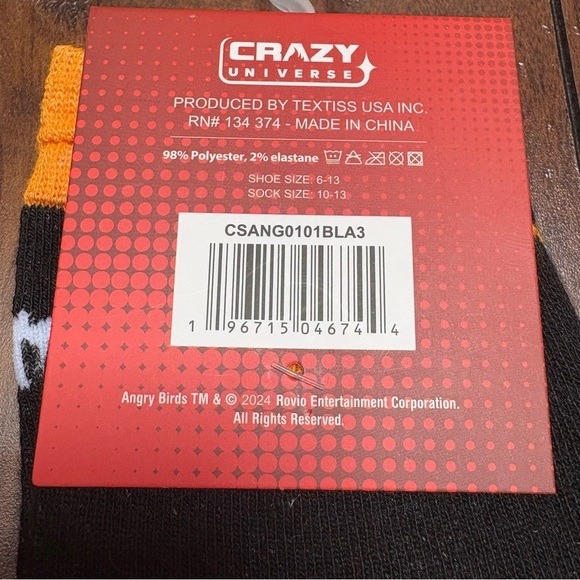 CRAZY
UNIVERSE
PRODUCED BY TEXTISS USA INC.
RN# 134 374 - MADE IN CHINA
98% Polyester, 2% elastane
SHOE SIZE: 6-13
SOCK SIZE: 10-13
CSANG0101BLA3
1 96715 04674 4
Angry Birds TM & © 2024 Rovio Entertainment Corporation.
All Rights Reserved.